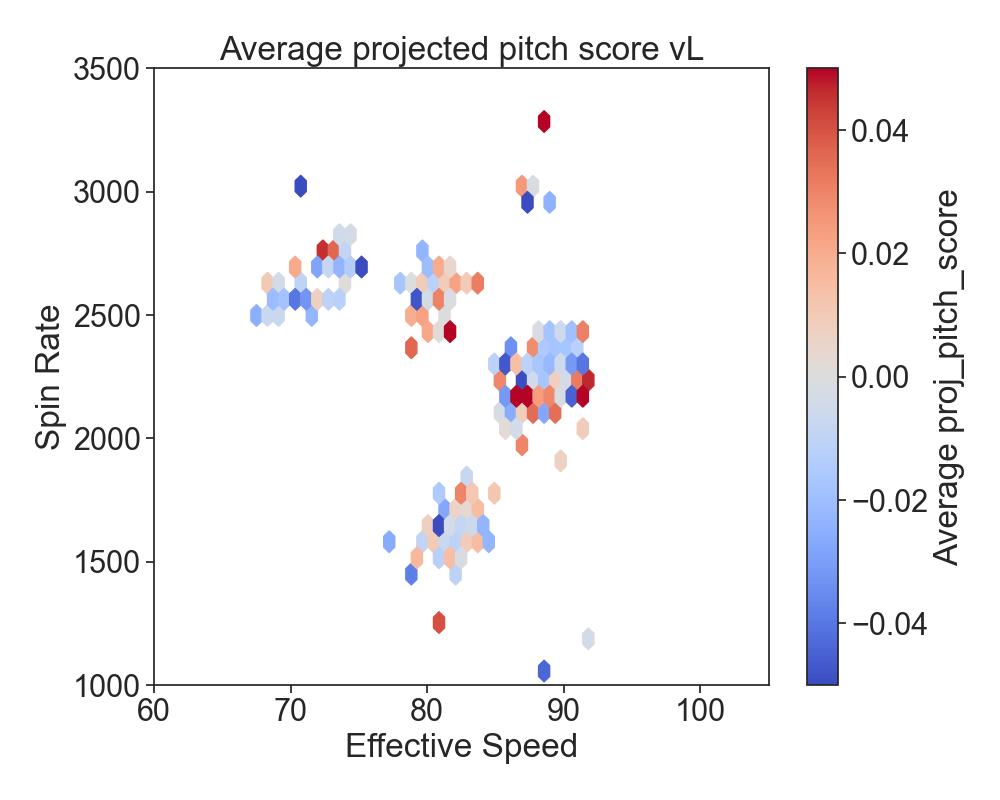 Average projected pitch score vL
3500
3000
2500
2000
1500
1000
Spin Rate
60 70 80 90 100
Effective Speed
0.04
0.02
0.00
−0.02
−0.04
Average proj_pitch_score